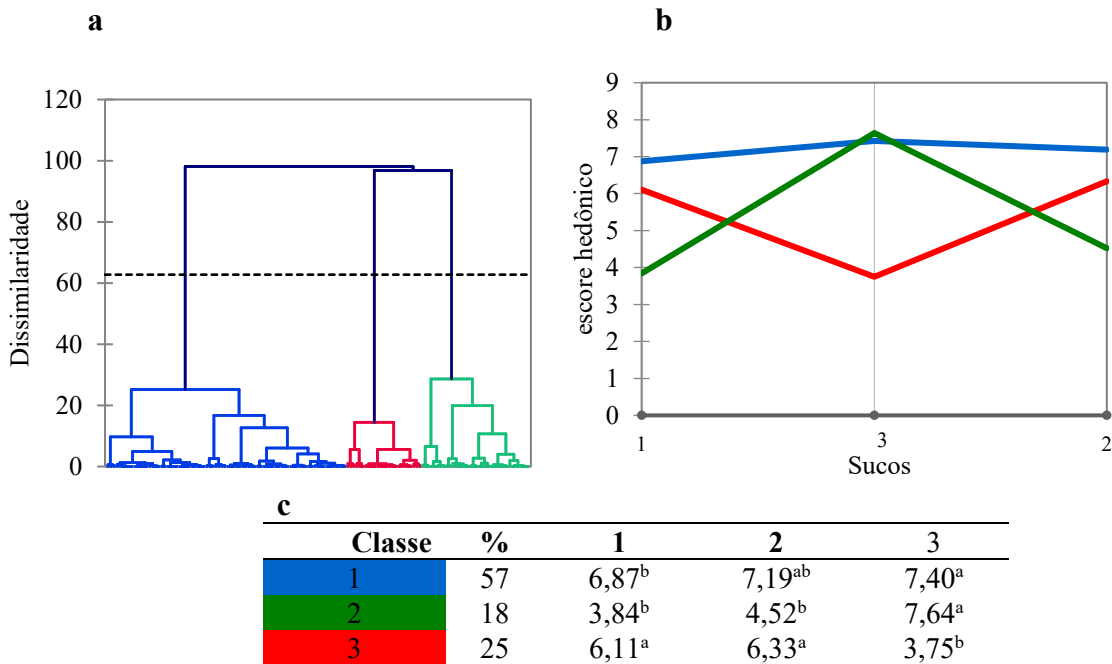 a
b
120
100
80
60
40
20
0
Dissimilaridade
9
8
7
6
5
4
3
2
1
0
escore hedônico
1 3 2
Sucos
c
Classe % 1 2 3
1 57 6,87ᵇ 7,19ᵃᵇ 7,40ᵃ
2 18 3,84ᵇ 4,52ᵇ 7,64ᵃ
3 25 6,11ᵃ 6,33ᵃ 3,75ᵇ